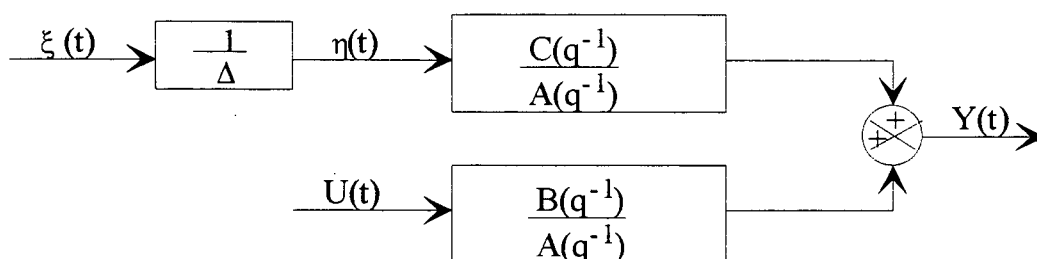 ξ (t)
1
Δ
η(t)
C(q⁻¹)
A(q⁻¹)
+
+
Y(t)
U(t)
B(q⁻¹)
A(q⁻¹)